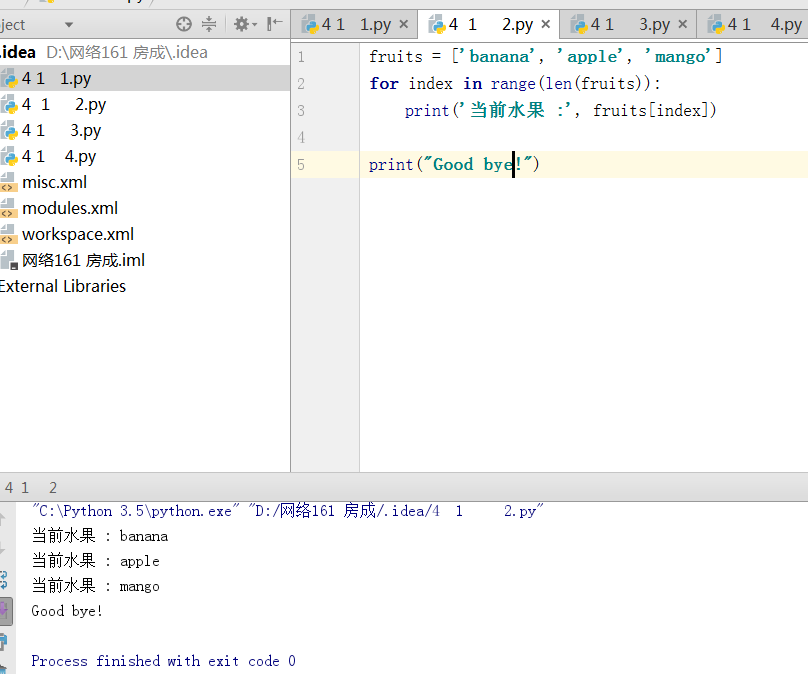 ject
.idea D:\网络161 房成\.idea
4 1 1.py
4 1 2.py
4 1 3.py
4 1 4.py
misc.xml
modules.xml
workspace.xml
网络161 房成.iml
External Libraries
4 1 1.py 4 1 2.py 4 1 3.py 4 1 4.py
1 fruits = ['banana', 'apple', 'mango']
2 for index in range(len(fruits)):
3 print('当前水果 :', fruits[index])
4
5 print("Good bye!")
4 1 2
"C:\Python 3.5\python.exe" "D:/网络161 房成/.idea/4 1 2.py"
当前水果 : banana
当前水果 : apple
当前水果 : mango
Good bye!
Process finished with exit code 0